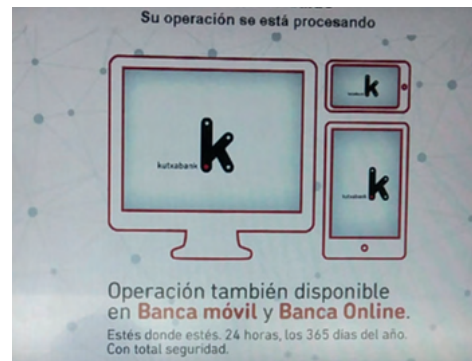 Su operación se está procesando
k
kutxabank
k
k
kutxabank
Operación también disponible
en Banca móvil y Banca Online.
Estés donde estés. 24 horas, los 365 días del año.
Con total seguridad.